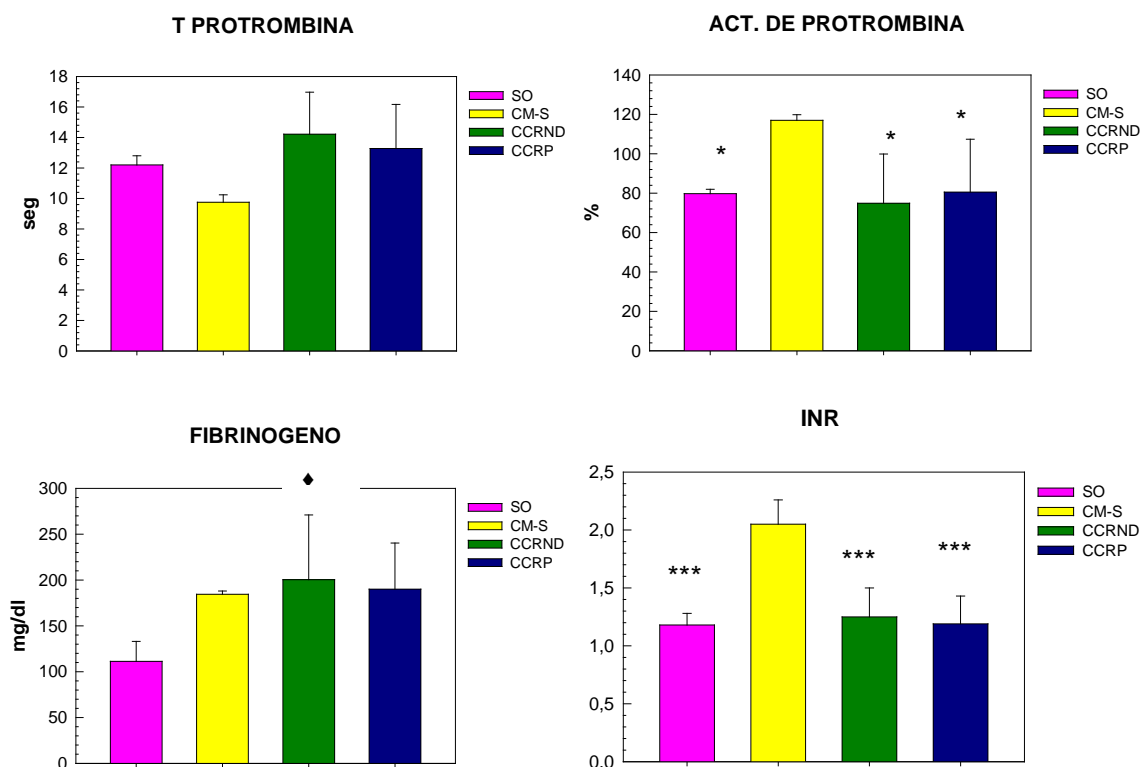 T PROTROMBINA
seg
18
16
14
12
10
8
6
4
2
0
SO
CM-S
CCRND
CCRP
ACT. DE PROTROMBINA
%
140
120
100
80
60
40
20
0
*
*
*
SO
CM-S
CCRND
CCRP
FIBRINOGENO
mg/dl
300
250
200
150
100
50
0
♦
SO
CM-S
CCRND
CCRP
INR
2,5
2,0
1,5
1,0
0,5
0,0
***
***
***
SO
CM-S
CCRND
CCRP